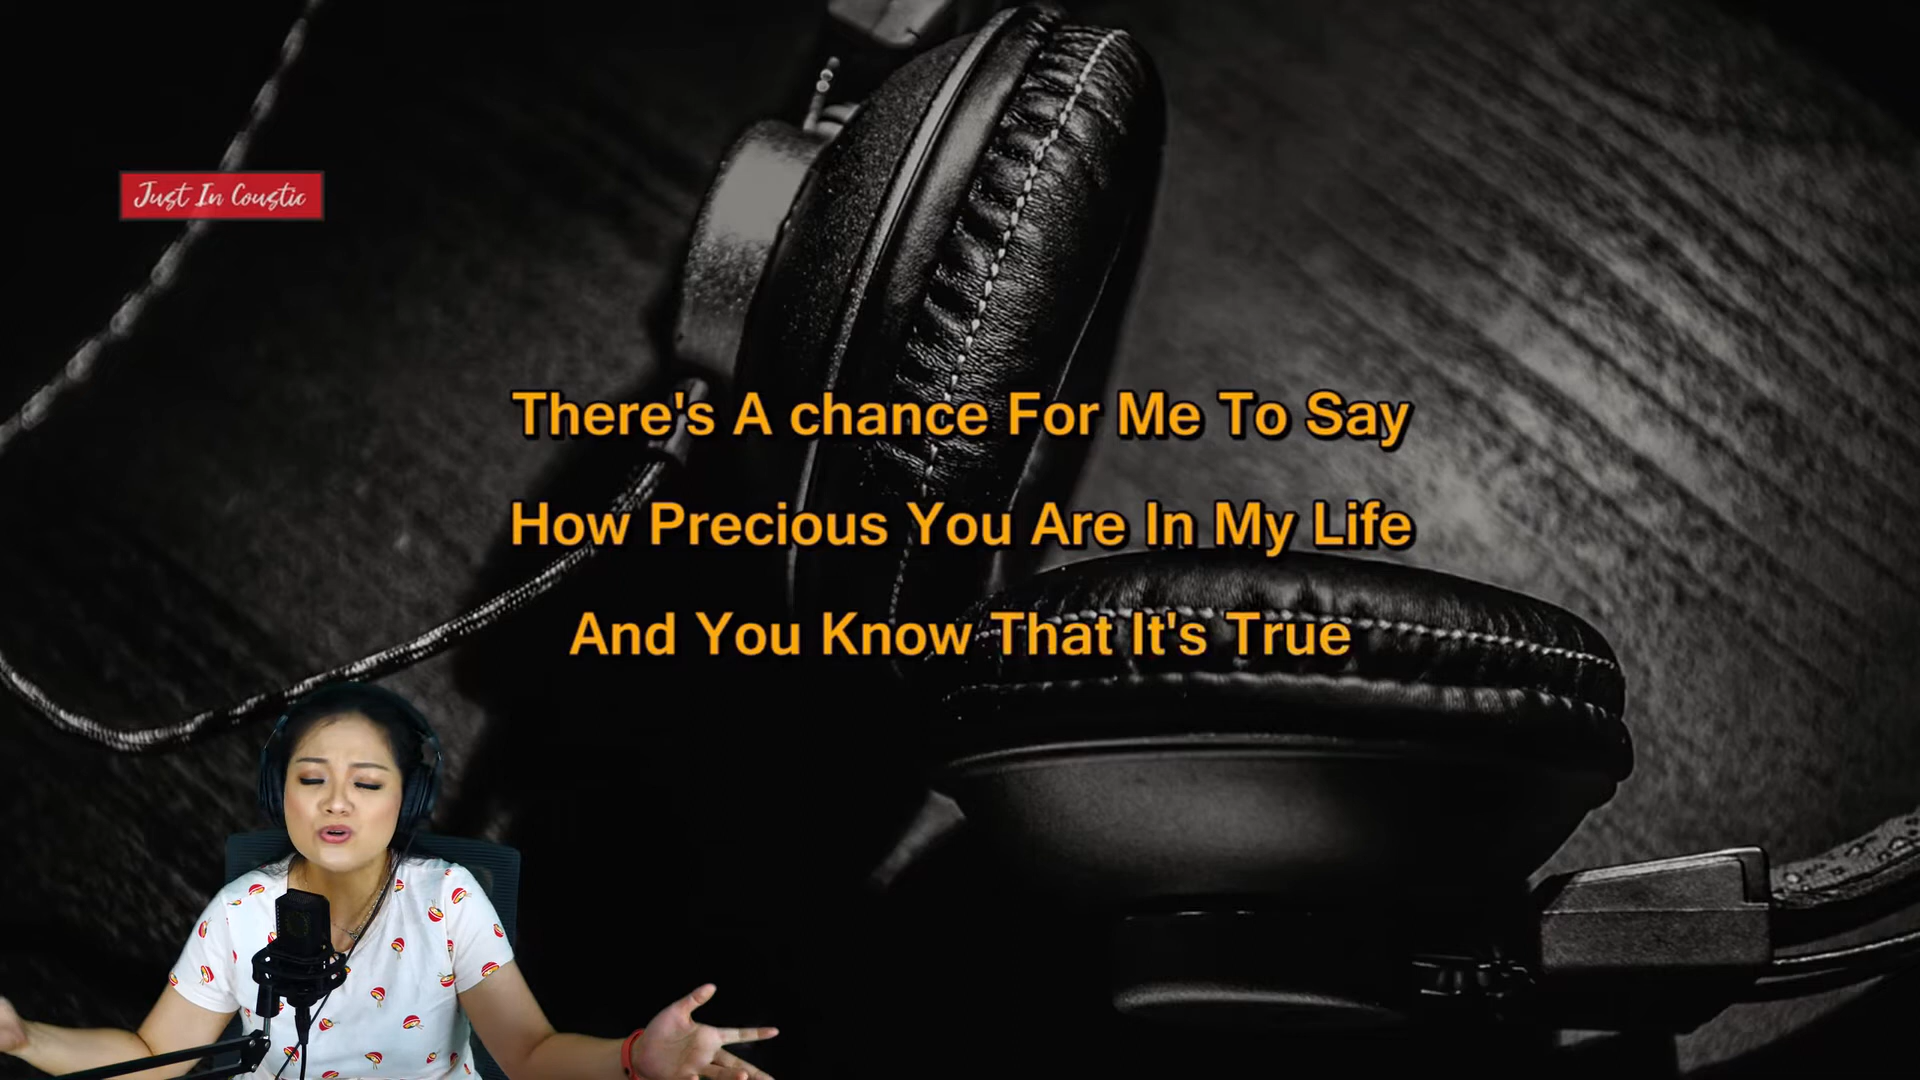 Just In Coustic
There's A chance For Me To Say
How Precious You Are In My Life
And You Know That It's True